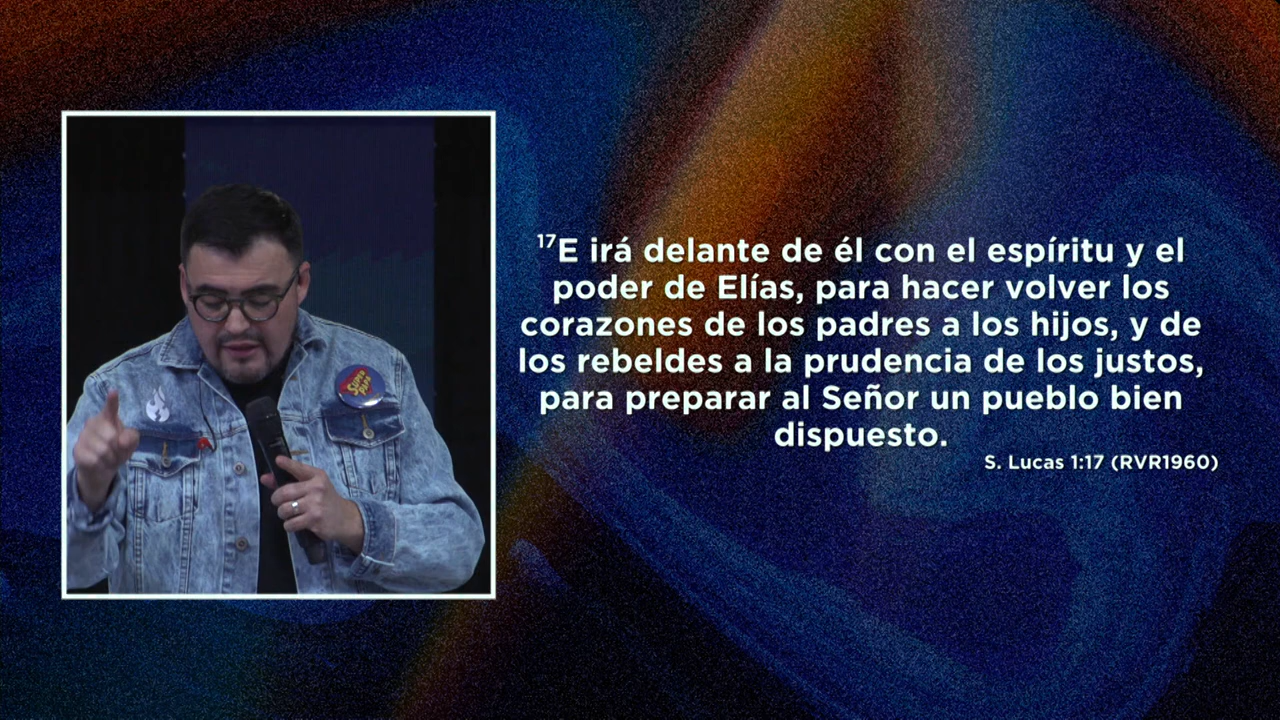 SUPER
PAPÁ
¹⁷E irá delante de él con el espíritu y el
poder de Elías, para hacer volver los
corazones de los padres a los hijos, y de
los rebeldes a la prudencia de los justos,
para preparar al Señor un pueblo bien
dispuesto.
S. Lucas 1:17 (RVR1960)